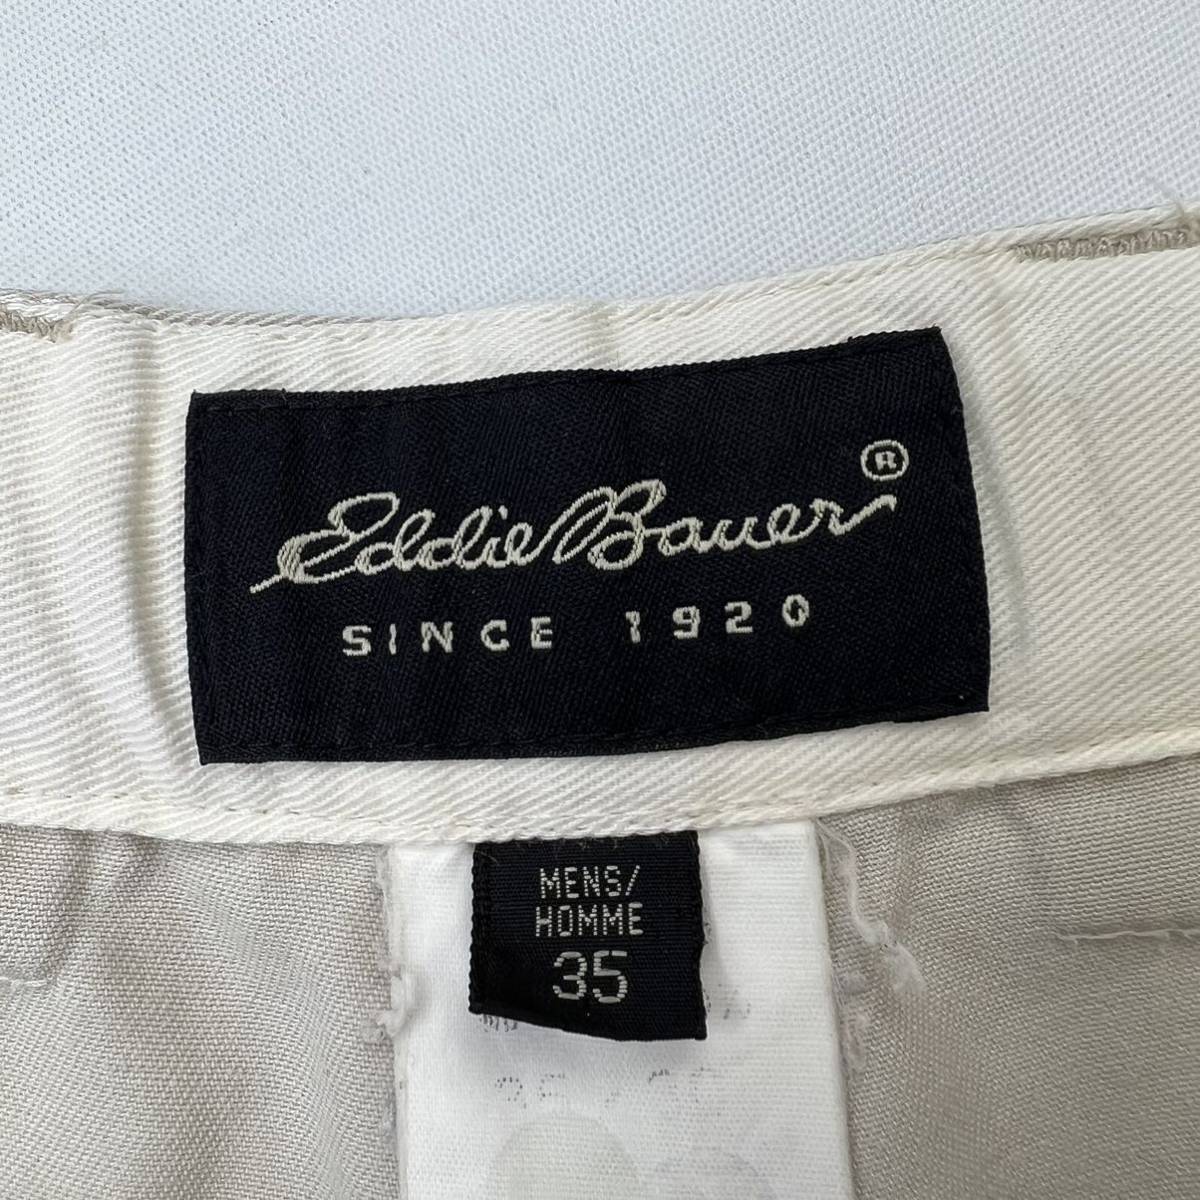 Eddie Bauer®
SINCE 1920
MENS/
HOMME
35